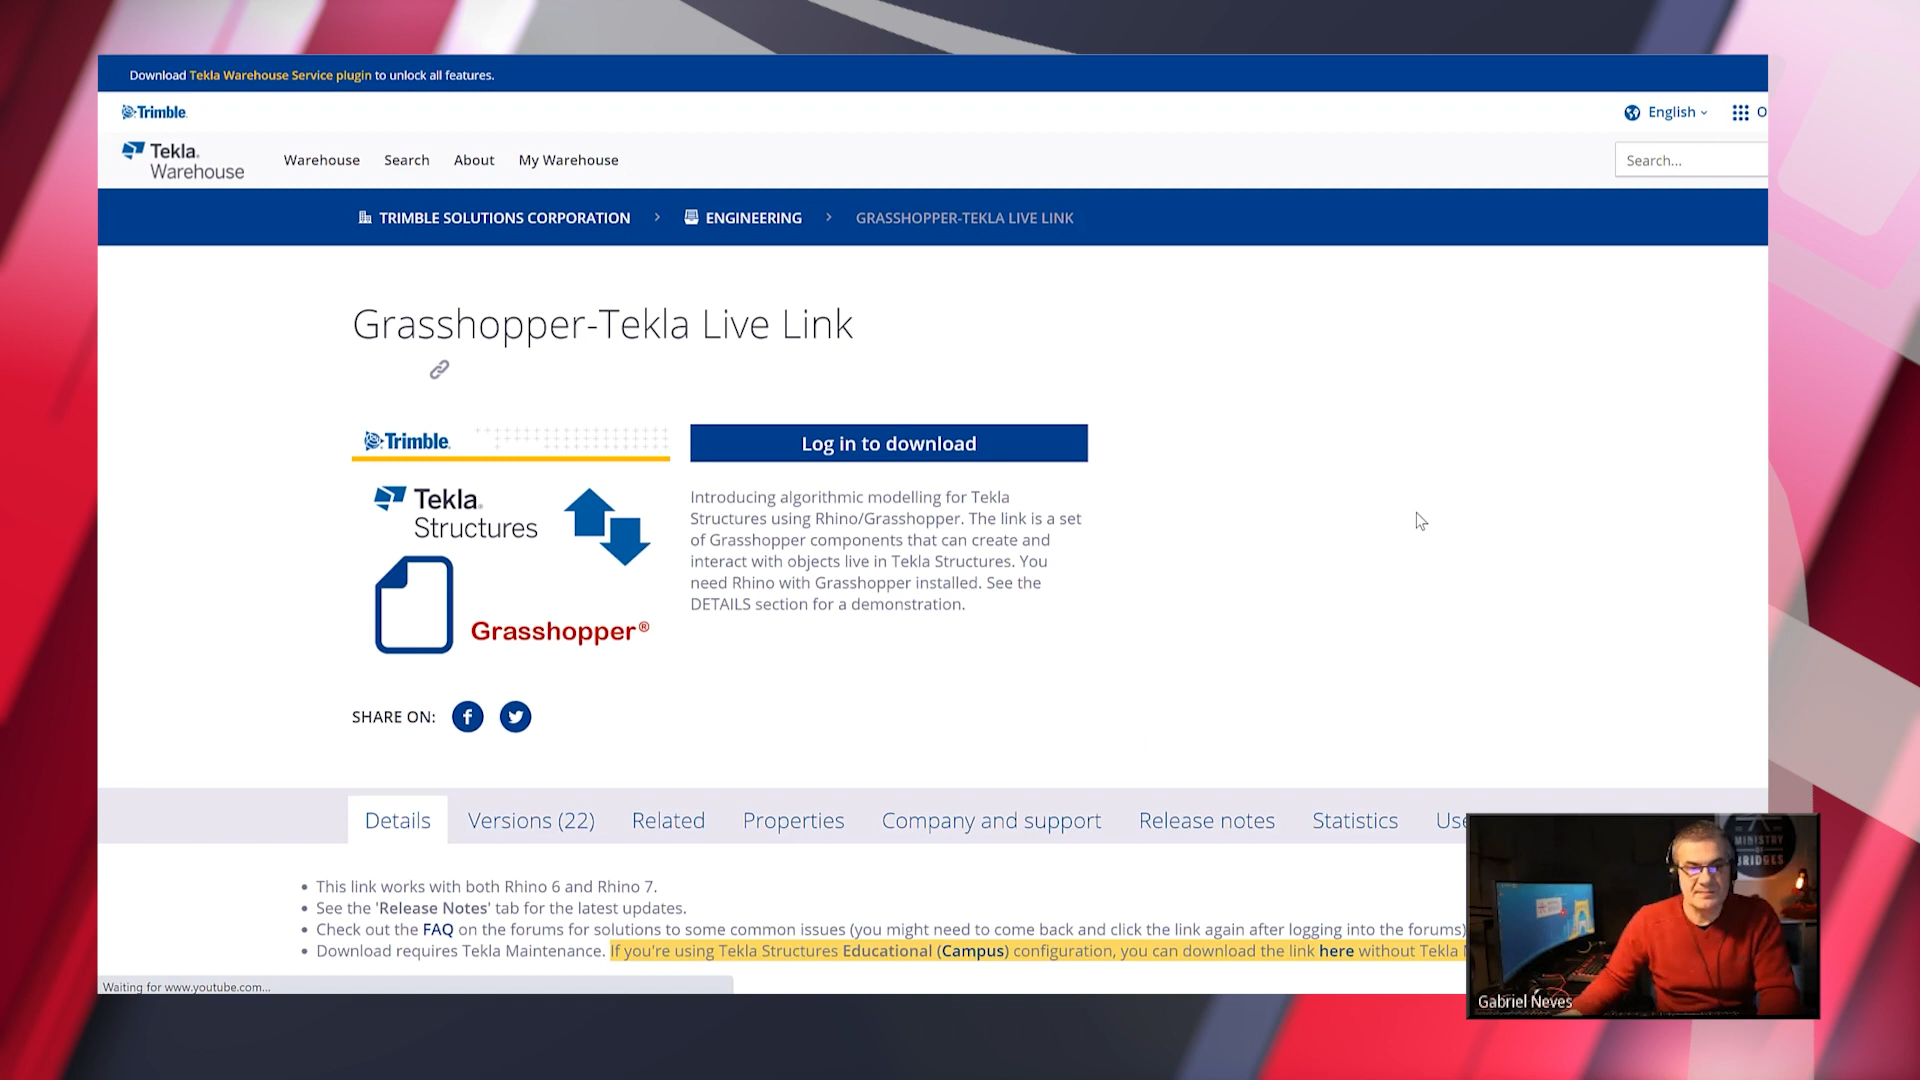 Download Tekla Warehouse Service plugin to unlock all features.
Trimble.
English
O
Tekla.
Warehouse
Warehouse
Search
About
My Warehouse
Search...
TRIMBLE SOLUTIONS CORPORATION
ENGINEERING
GRASSHOPPER-TEKLA LIVE LINK
Grasshopper-Tekla Live Link
Trimble.
Tekla.
Structures
Grasshopper®
Log in to download
Introducing algorithmic modelling for Tekla
Structures using Rhino/Grasshopper. The link is a set
of Grasshopper components that can create and
interact with objects live in Tekla Structures. You
need Rhino with Grasshopper installed. See the
DETAILS section for a demonstration.
SHARE ON:
Details
Versions (22)
Related
Properties
Company and support
Release notes
Statistics
Use
• This link works with both Rhino 6 and Rhino 7.
• See the 'Release Notes' tab for the latest updates.
• Check out the FAQ on the forums for solutions to some common issues (you might need to come back and click the link again after logging into the forums)
• Download requires Tekla Maintenance. If you're using Tekla Structures Educational (Campus) configuration, you can download the link here without Tekla
Waiting for www.youtube.com...
MINISTRY
OF
BRIDGES
Gabriel Neves